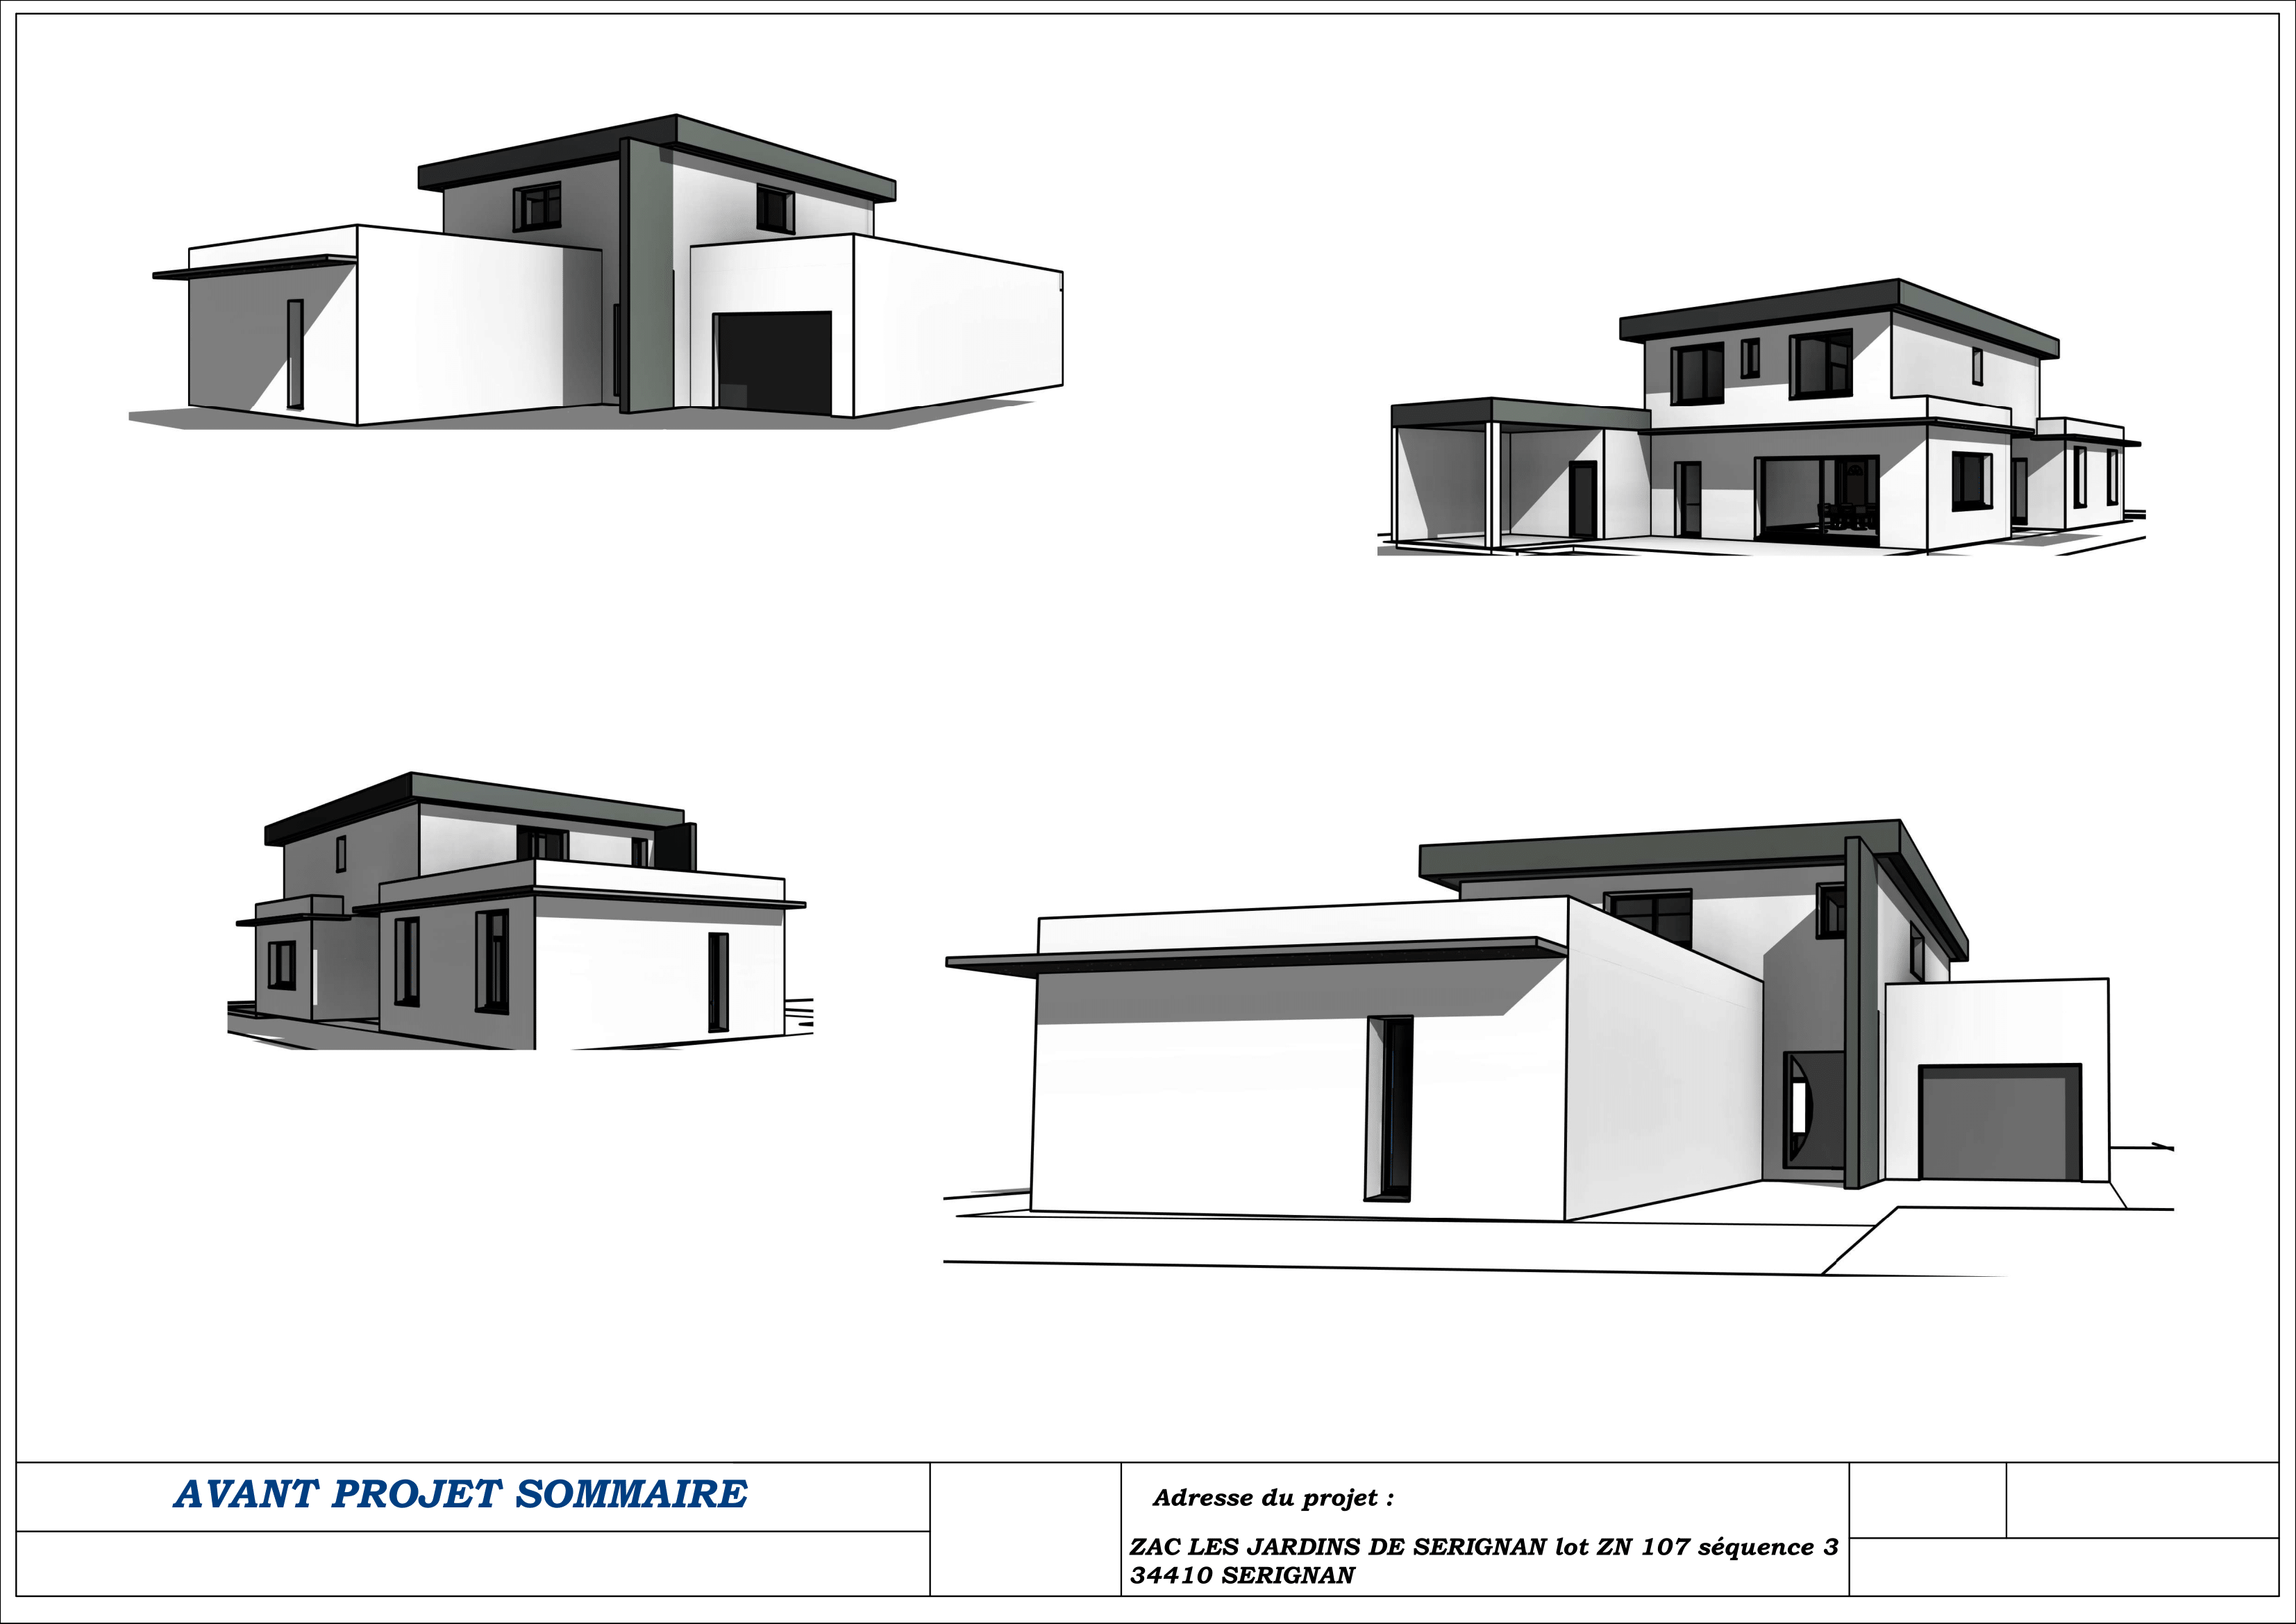 AVANT PROJET SOMMAIRE
Adresse du projet :
ZAC LES JARDINS DE SERIGNAN lot ZN 107 séquence 3
34410 SERIGNAN